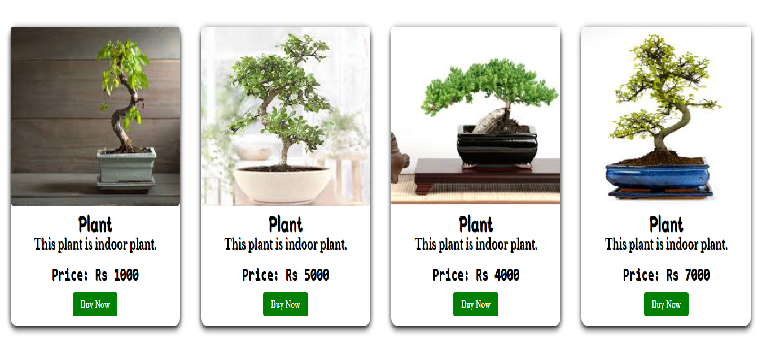 Plant
This plant is indoor plant.
Price: Rs 1000
Buy Now
Plant
This plant is indoor plant.
Price: Rs 5000
Buy Now
Plant
This plant is indoor plant.
Price: Rs 4000
Buy Now
Plant
This plant is indoor plant.
Price: Rs 7000
Buy Now